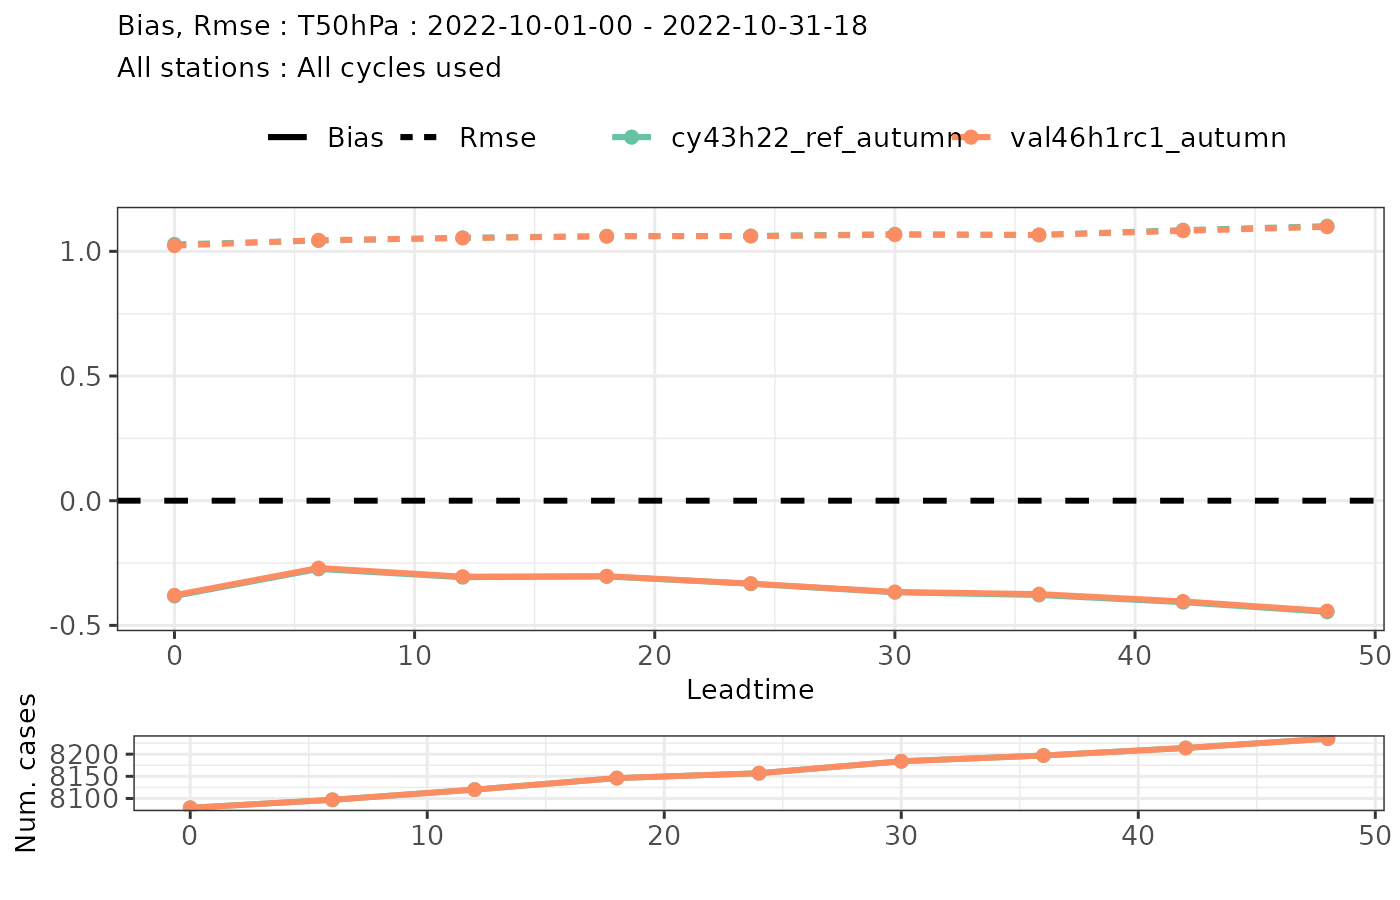 Bias, Rmse : T50hPa : 2022-10-01-00 - 2022-10-31-18
All stations : All cycles used
Bias Rmse cy43h22_ref_autumn val46h1rc1_autumn
1.0
0.5
0.0
-0.5
0 10 20 30 40 50
Leadtime
Num. cases
8200
8150
8100
0 10 20 30 40 50